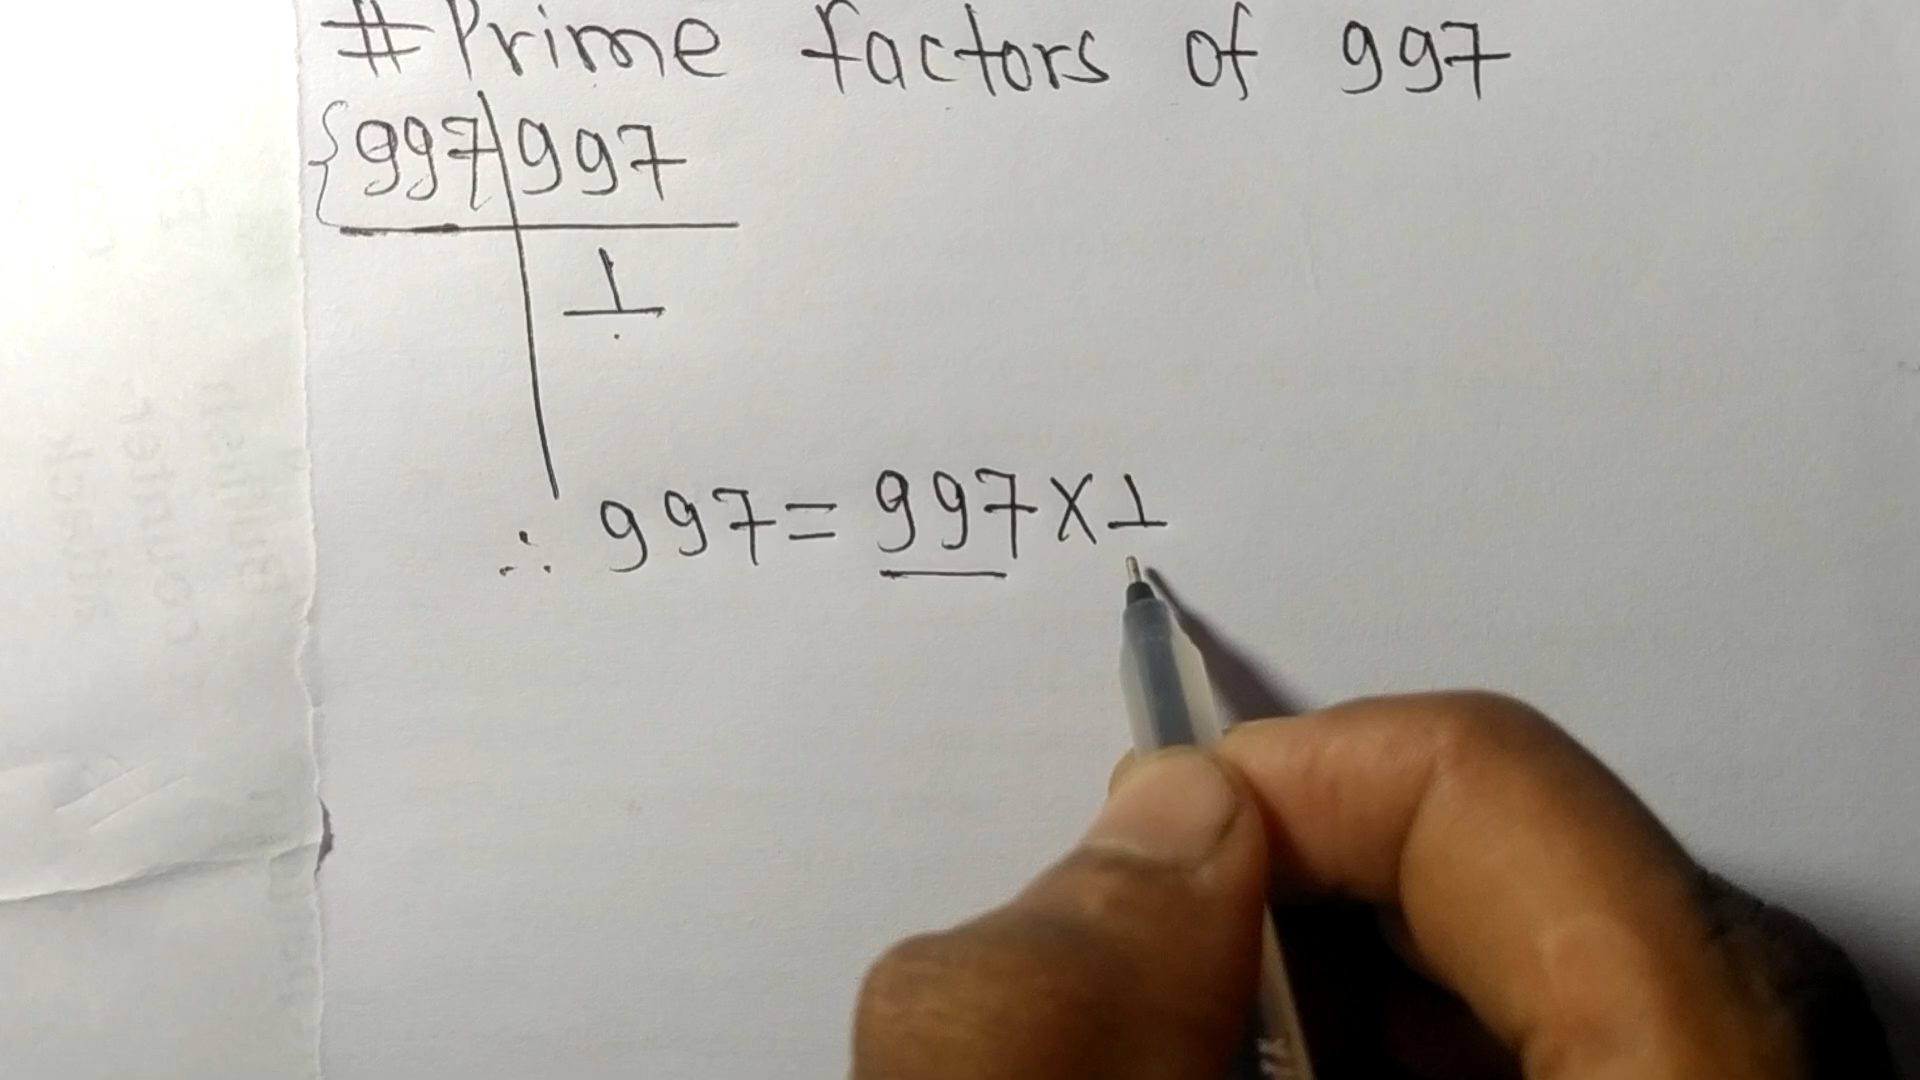 #Prime factors of 997
{997|997
1
∴ 997 = 997 × 1